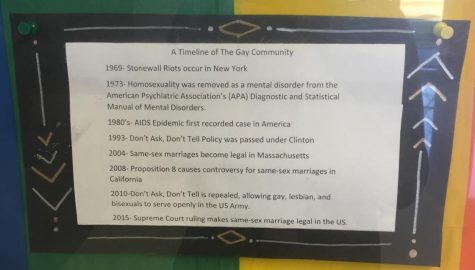 A Timeline of The Gay Community
1969- Stonewall Riots occur in New York
1973- Homosexuality was removed as a mental disorder from the
American Psychiatric Association's (APA) Diagnostic and Statistical
Manual of Mental Disorders.
1980's- AIDS Epidemic first recorded case in America
1993- Don't Ask, Don't Tell Policy was passed under Clinton
2004- Same-sex marriages become legal in Massachusetts
2008- Proposition 8 causes controversy for same-sex marriages in
California
2010-Don't Ask, Don't Tell is repealed, allowing gay, lesbian, and
bisexuals to serve openly in the US Army.
2015- Supreme Court ruling makes same-sex marriage legal in the US.